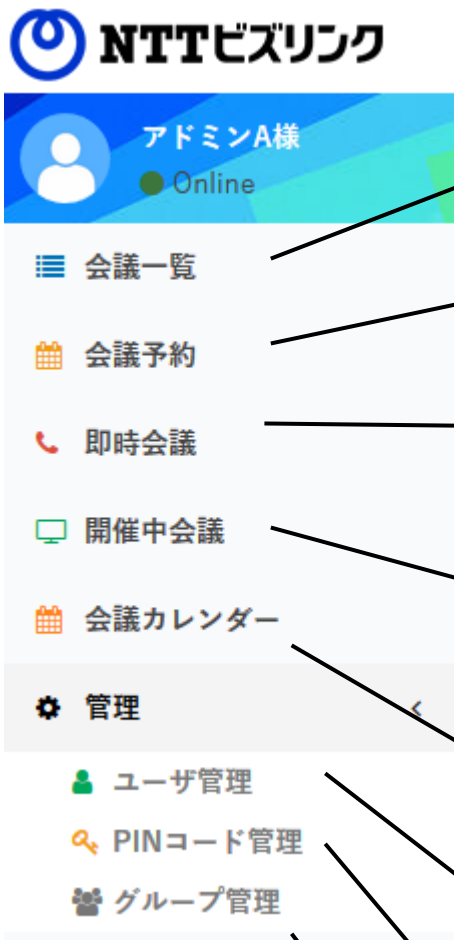 NTTビズリンク
アドミンA様
Online
会議一覧
会議予約
即時会議
開催中会議
会議カレンダー
管理
ユーザ管理
PINコード管理
グループ管理